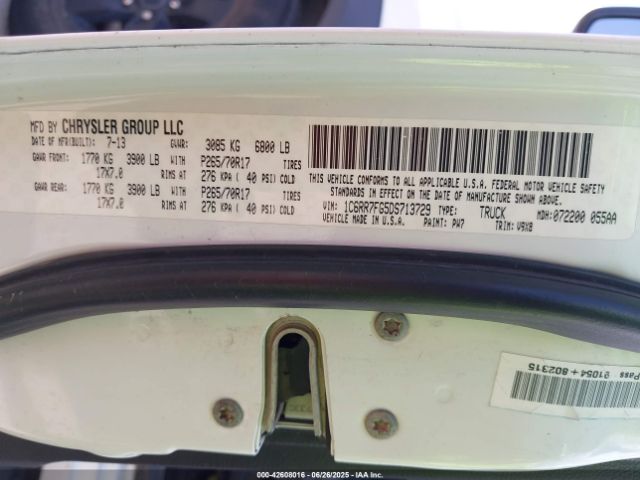 MFD BY CHRYSLER GROUP LLC
DATE OF MFR(BUILT): 7-13 GVWR: 3085 KG 6800 LB
GAWR FRONT: 1770 KG 3900 LB WITH P265/70R17 TIRES
17X7.0 RIMS AT 276 KPA ( 40 PSI) COLD
GAWR REAR: 1770 KG 3900 LB WITH P265/70R17 TIRES
17X7.0 RIMS AT 276 KPA ( 40 PSI) COLD
THIS VEHICLE CONFORMS TO ALL APPLICABLE U.S.A. FEDERAL MOTOR VEHICLE SAFETY
STANDARDS IN EFFECT ON THE DATE OF MANUFACTURE SHOWN ABOVE.
VIN: 1C6RR7FG5DS713729 TYPE: TRUCK MDH: 072200 055AA
VEHICLE MADE IN U.S.A. PAINT: PW7 TRIM: V9X8
Pass 91054+802315
000-42608016 | 06/26/2025 | IAA Inc.